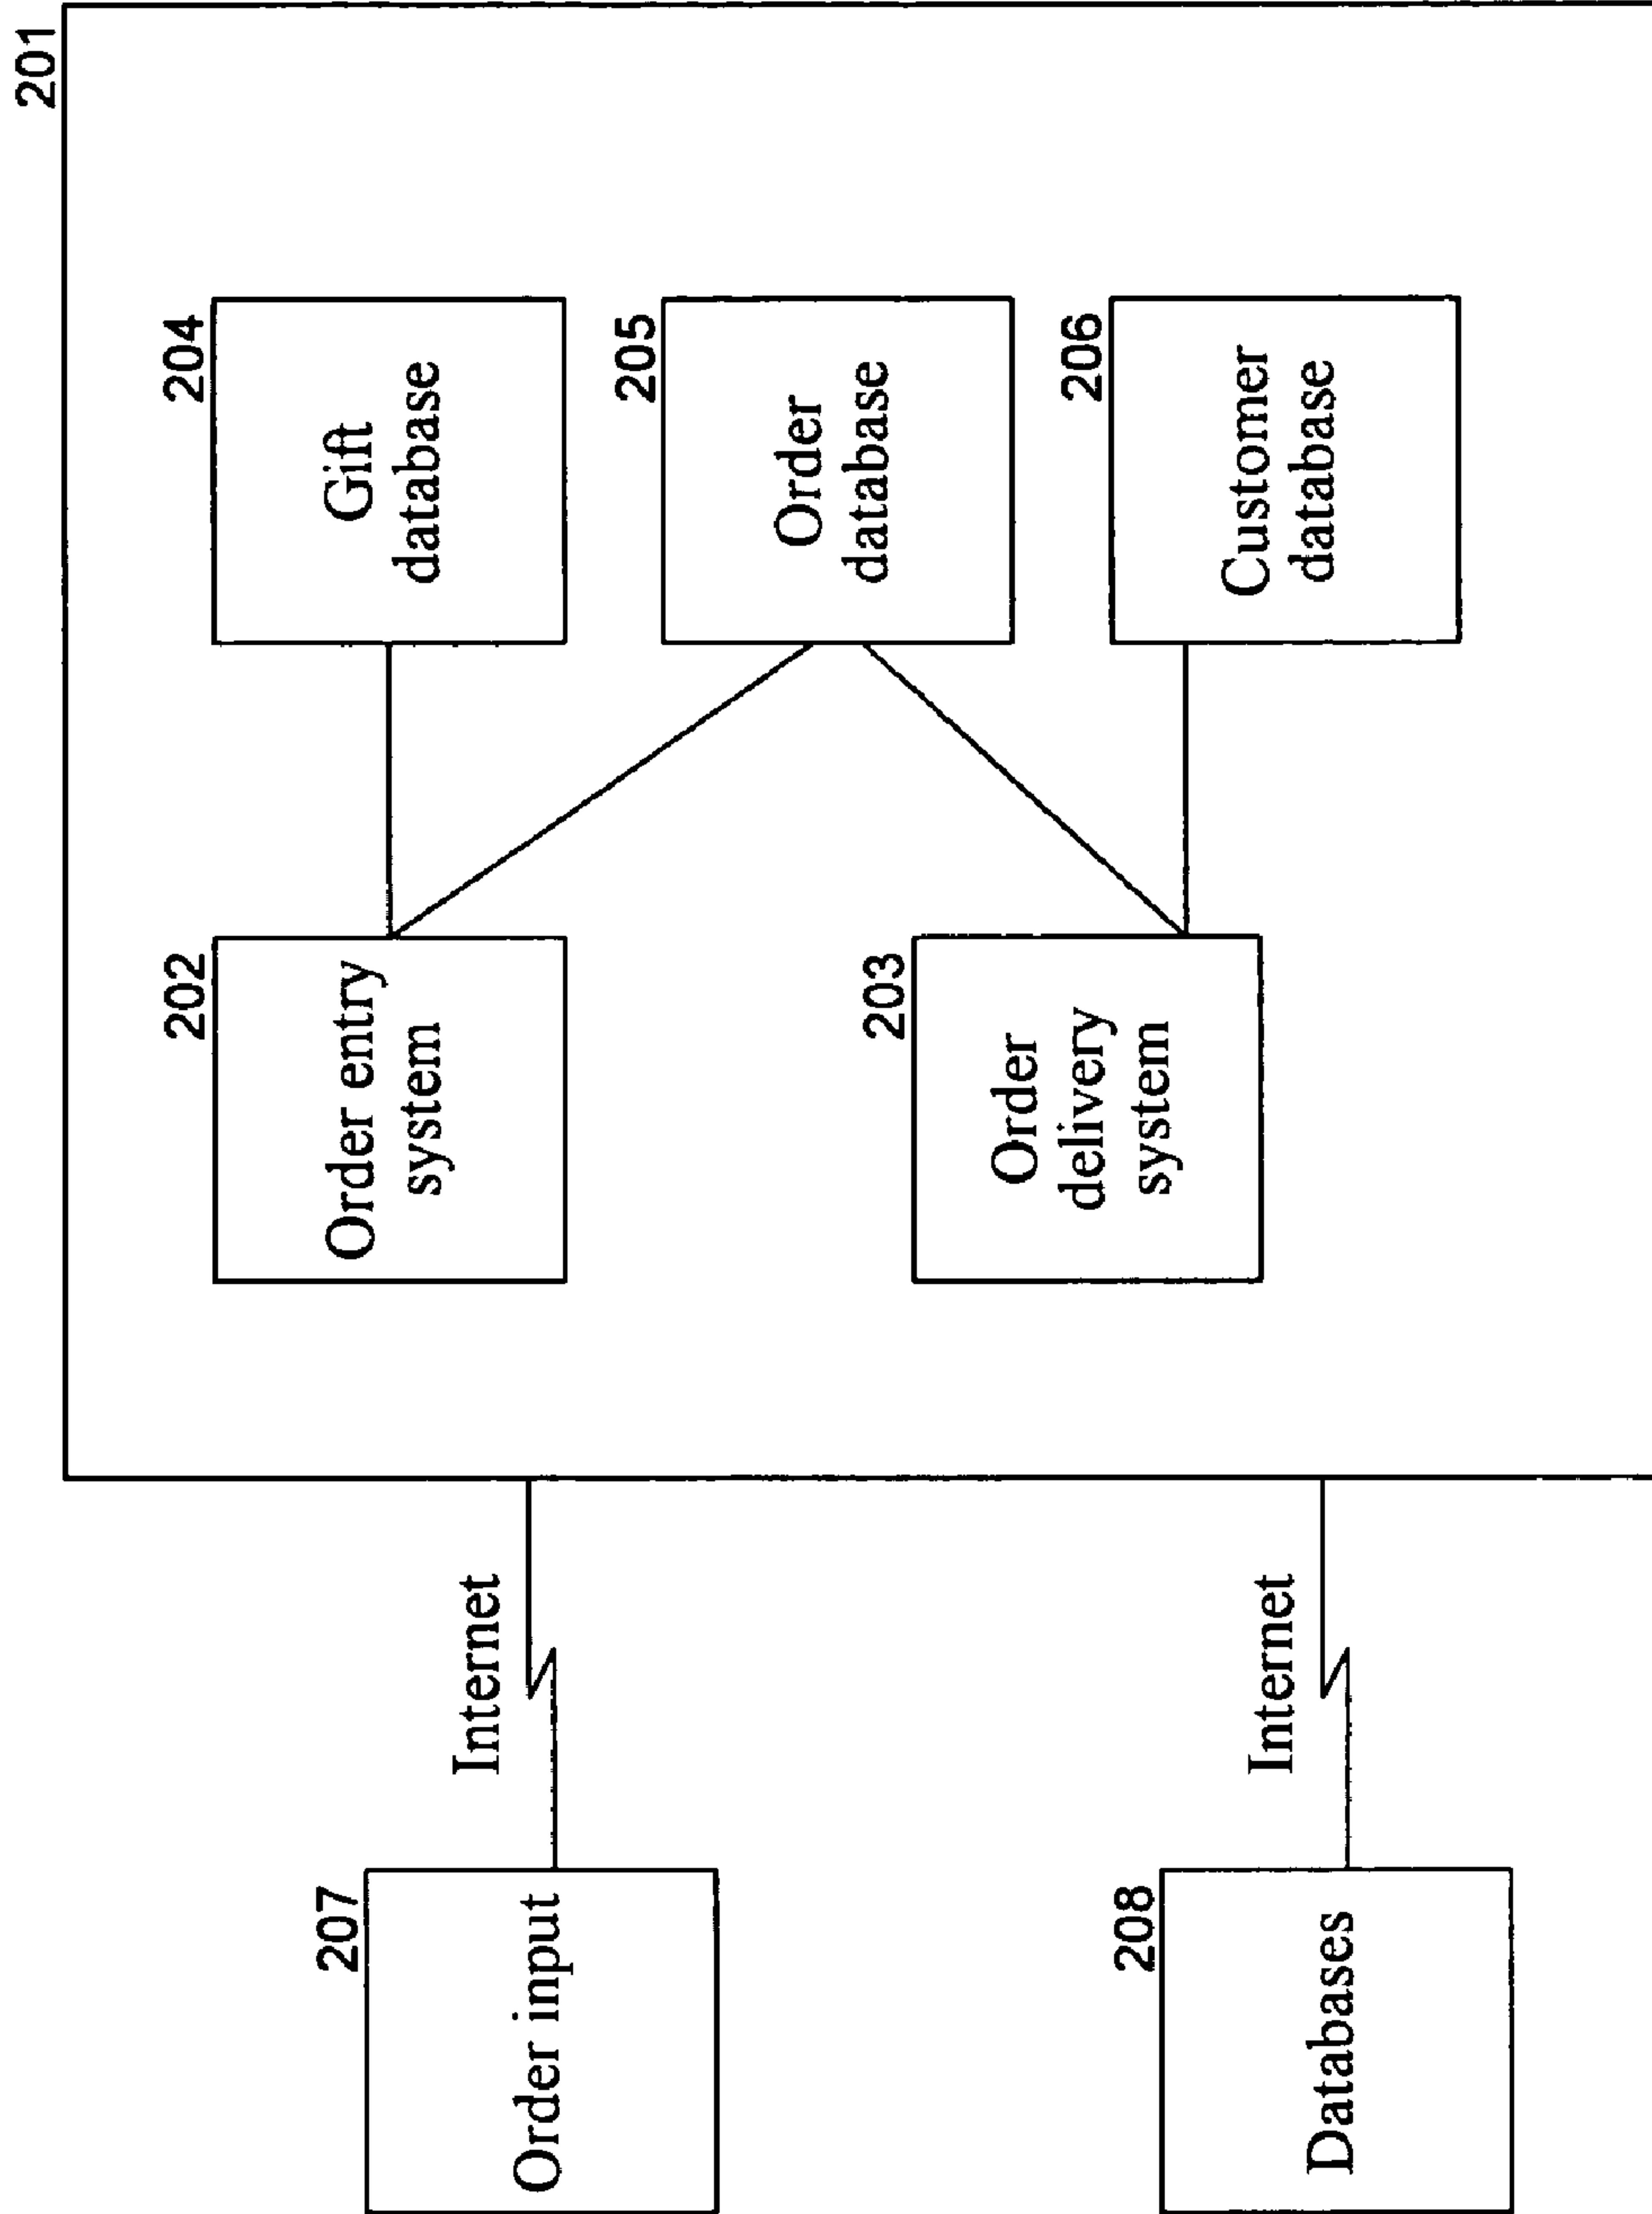 201
202
Order entry
system
204
Gift
database
205
Order
database
203
Order
delivery
system
206
Customer
database
207
Order input
Internet
208
Databases
Internet